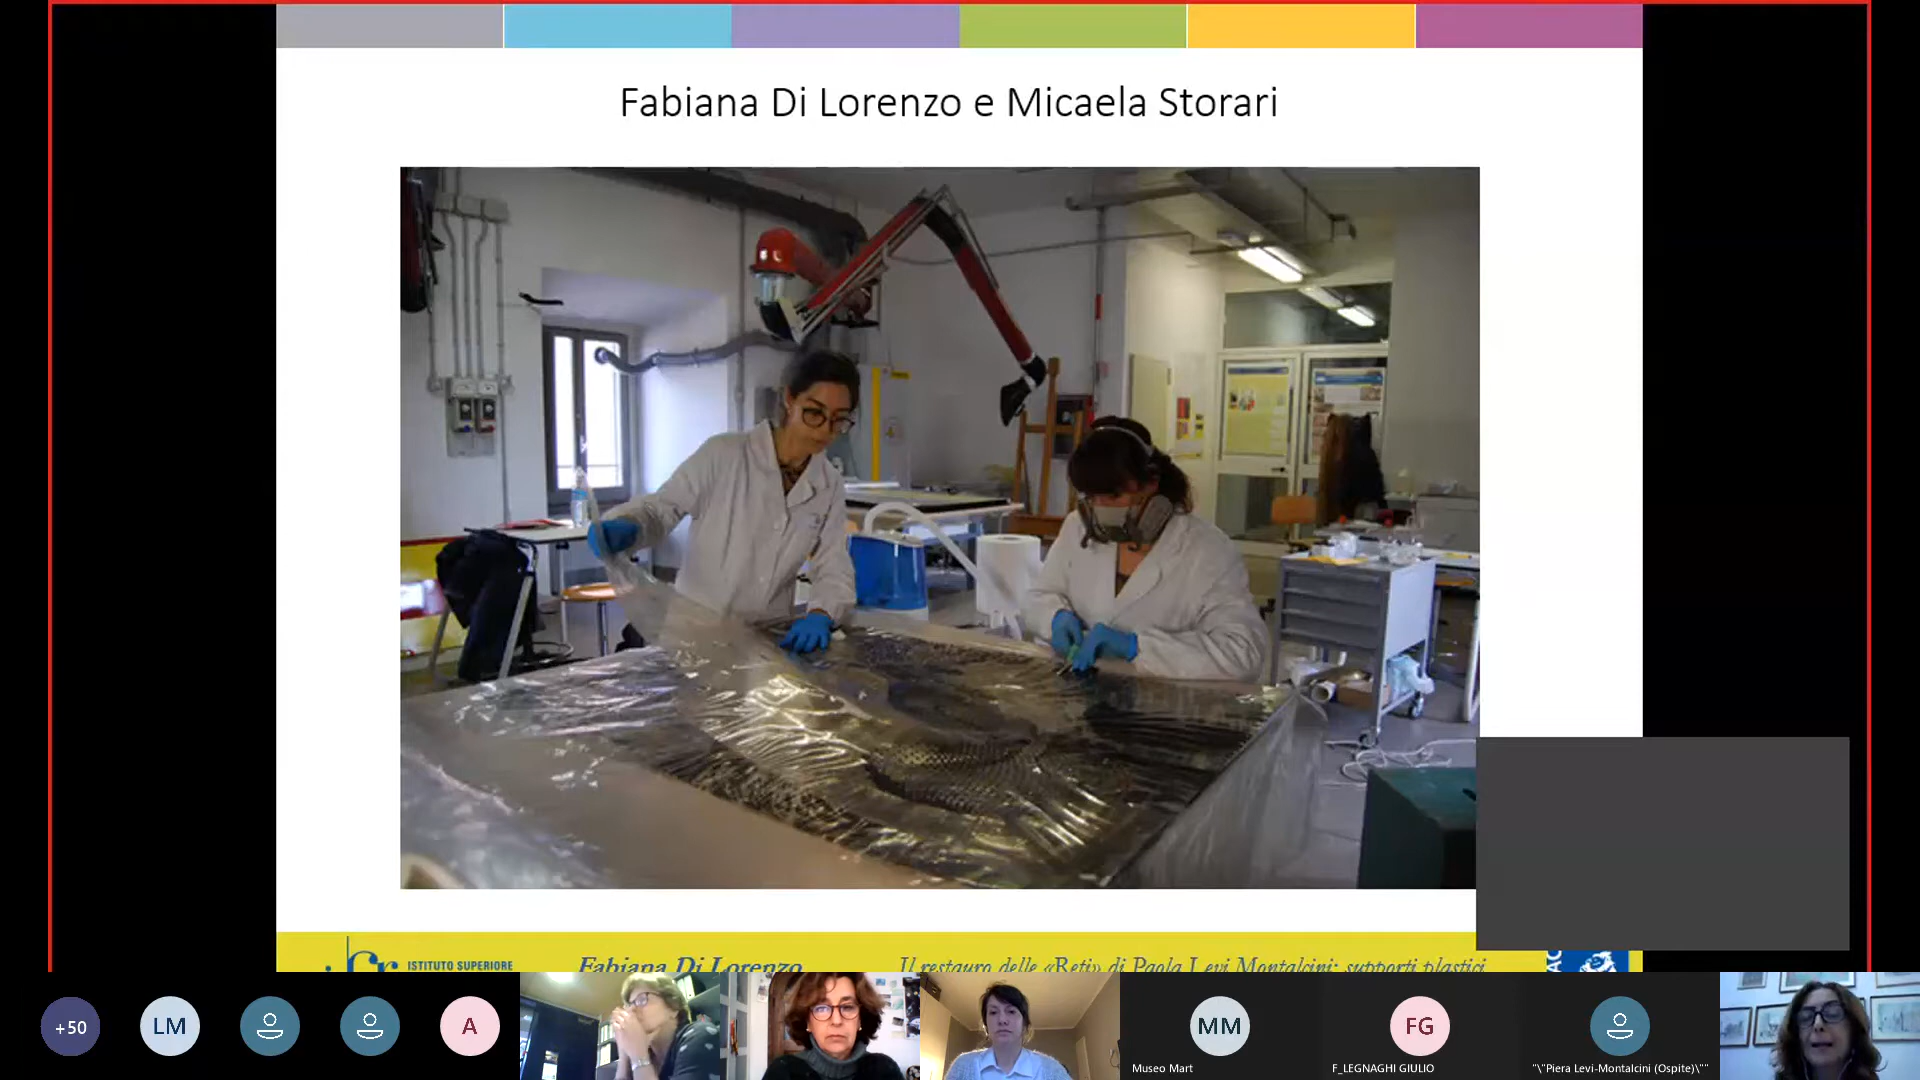 Fabiana Di Lorenzo e Micaela Storari
ISTITUTO SUPERIORE
Fabiana Di Lorenzo
Il restauro delle «Reti» di Paola Levi Montalcini: supporti plastici
+50
LM
A
MM
Museo Mart
FG
F_LEGNAGHI GIULIO
"\"Piera Levi-Montalcini (Ospite)\""